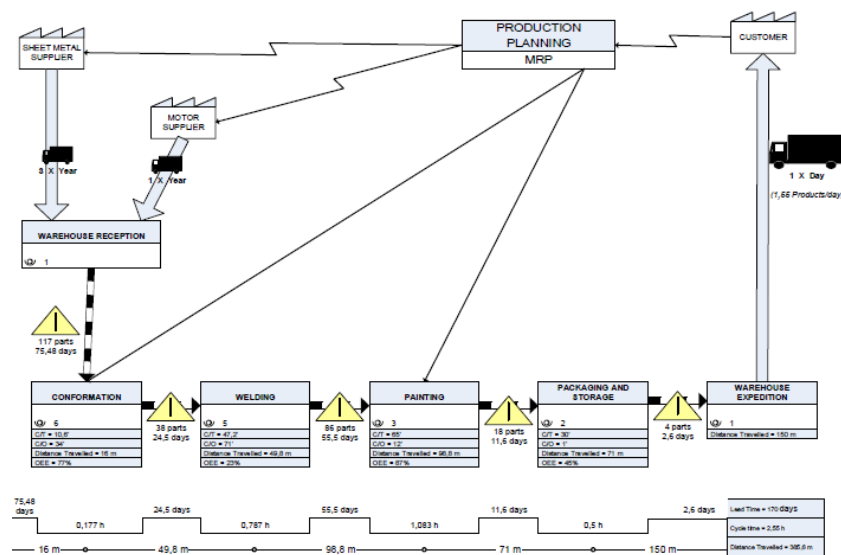 PRODUCTION
PLANNING
MRP
SHEET METAL
SUPPLIER
CUSTOMER
MOTOR
SUPPLIER
3 X Year
1 X Year
1 X Day
(1,66 Products/day)
WAREHOUSE RECEPTION
1
117 parts
75,48 days
CONFORMATION
WELDING
PAINTING
PACKAGING AND
STORAGE
WAREHOUSE
EXPEDITION
5
38 parts
24,5 days
5
86 parts
55,5 days
3
18 parts
11,6 days
2
4 parts
2,6 days
1
C/T = 10,6'
C/O = 34'
Distance Travelled = 16 m
OEE = 77%
C/T = 47,2'
C/O = 71'
Distance Travelled = 49,8 m
OEE = 23%
C/T = 65'
C/O = 12'
Distance Travelled = 98,8 m
OEE = 67%
C/T = 30'
C/O = 1'
Distance Travelled = 71 m
OEE = 45%
Distance Travelled = 150 m
75,48
days
24,5 days
55,5 days
11,6 days
2,6 days
0,177 h
0,787 h
1,083 h
0,5 h
16 m
49,8 m
98,8 m
71 m
150 m
Lead Time = 170 days
Cycle time = 2,55 h
Distance Travelled = 385,6 m